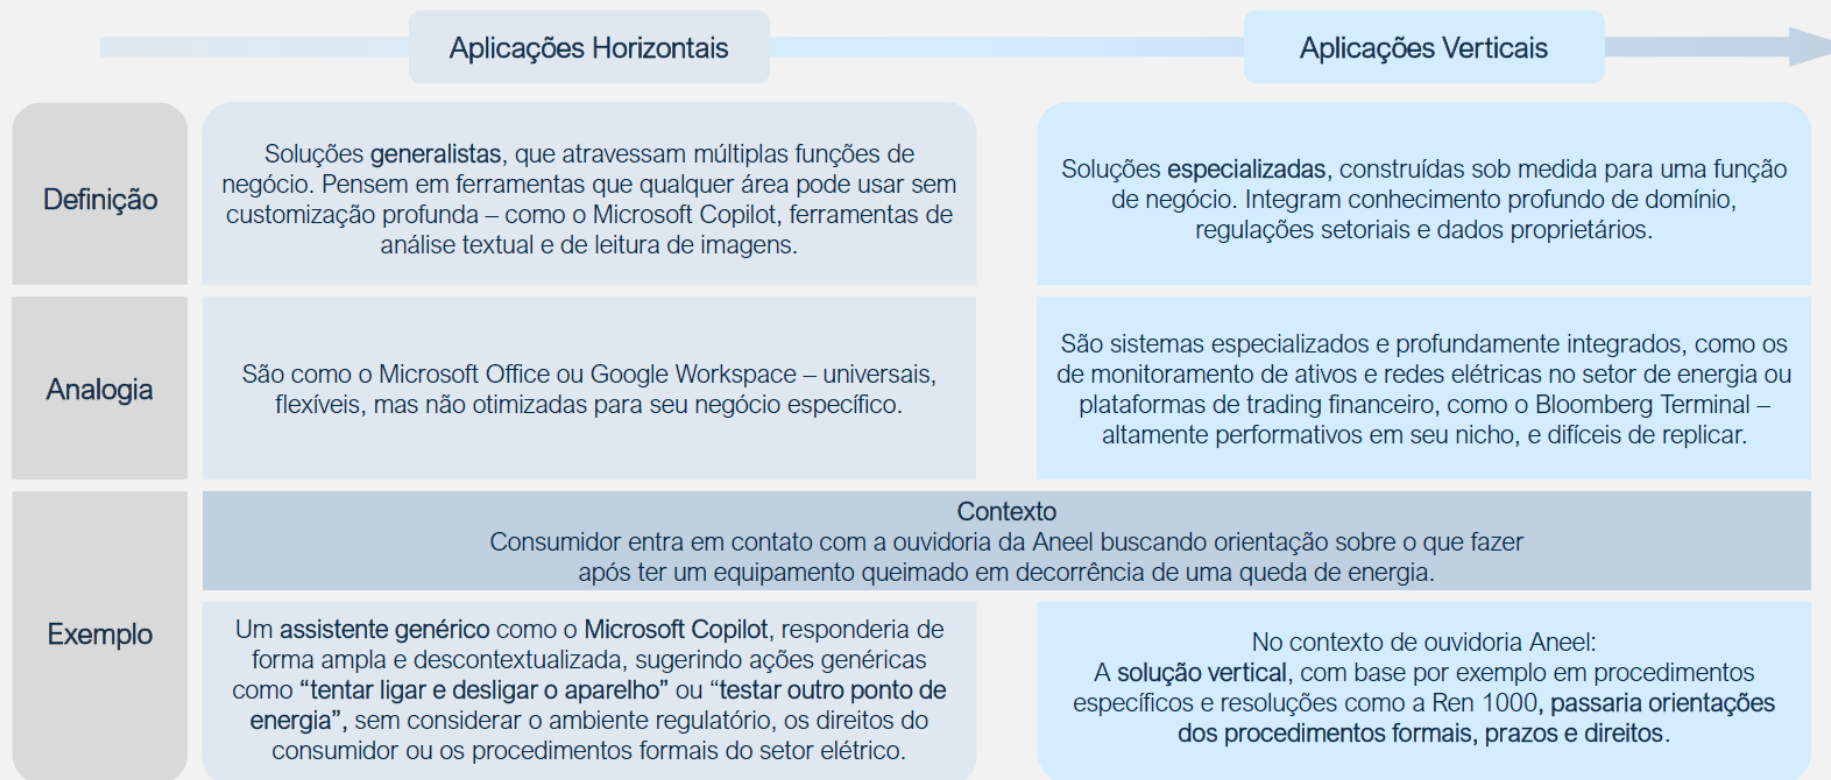 Aplicações Horizontais
Aplicações Verticais
Definição
Soluções generalistas, que atravessam múltiplas funções de
negócio. Pensem em ferramentas que qualquer área pode usar sem
customização profunda – como o Microsoft Copilot, ferramentas de
análise textual e de leitura de imagens.
Soluções especializadas, construídas sob medida para uma função
de negócio. Integram conhecimento profundo de domínio,
regulações setoriais e dados proprietários.
Analogia
São como o Microsoft Office ou Google Workspace – universais,
flexíveis, mas não otimizadas para seu negócio específico.
São sistemas especializados e profundamente integrados, como os
de monitoramento de ativos e redes elétricas no setor de energia ou
plataformas de trading financeiro, como o Bloomberg Terminal –
altamente performativos em seu nicho, e difíceis de replicar.
Exemplo
Contexto
Consumidor entra em contato com a ouvidoria da Aneel buscando orientação sobre o que fazer
após ter um equipamento queimado em decorrência de uma queda de energia.
Um assistente genérico como o Microsoft Copilot, responderia de
forma ampla e descontextualizada, sugerindo ações genéricas
como “tentar ligar e desligar o aparelho” ou “testar outro ponto de
energia”, sem considerar o ambiente regulatório, os direitos do
consumidor ou os procedimentos formais do setor elétrico.
No contexto de ouvidoria Aneel:
A solução vertical, com base por exemplo em procedimentos
específicos e resoluções como a Ren 1000, passaria orientações
dos procedimentos formais, prazos e direitos.